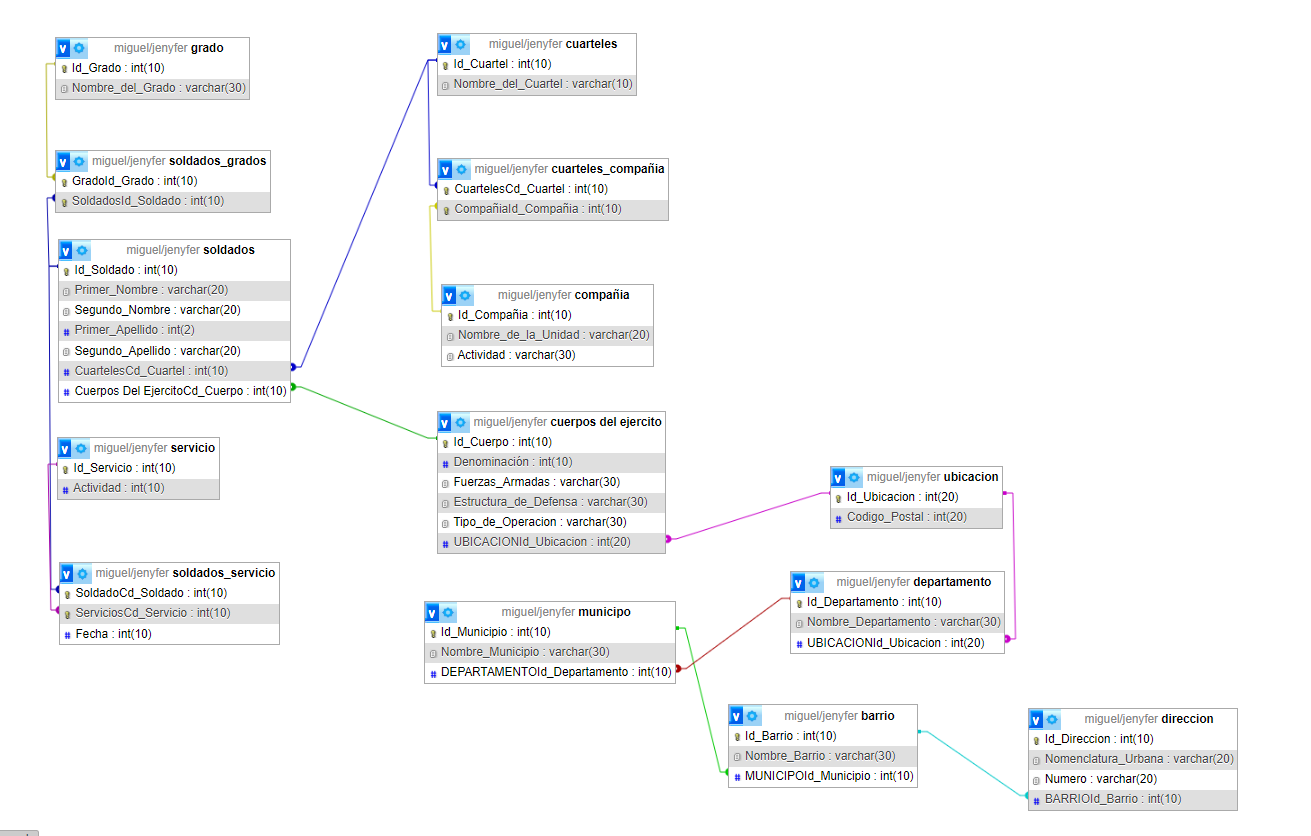 miguel/jenyfer grado
Id_Grado : int(10)
Nombre_del_Grado : varchar(30)
miguel/jenyfer soldados_grados
GradoId_Grado : int(10)
SoldadosId_Soldado : int(10)
miguel/jenyfer soldados
Id_Soldado : int(10)
Primer_Nombre : varchar(20)
Segundo_Nombre : varchar(20)
Primer_Apellido : int(2)
Segundo_Apellido : varchar(20)
CuartelesCd_Cuartel : int(10)
Cuerpos Del EjercitoCd_Cuerpo : int(10)
miguel/jenyfer servicio
Id_Servicio : int(10)
Actividad : int(10)
miguel/jenyfer soldados_servicio
SoldadoCd_Soldado : int(10)
ServiciosCd_Servicio : int(10)
Fecha : int(10)
miguel/jenyfer cuarteles
Id_Cuartel : int(10)
Nombre_del_Cuartel : varchar(10)
miguel/jenyfer cuarteles_compañia
CuartelesCd_Cuartel : int(10)
CompañiaId_Compañia : int(10)
miguel/jenyfer compañia
Id_Compañia : int(10)
Nombre_de_la_Unidad : varchar(20)
Actividad : varchar(30)
miguel/jenyfer cuerpos del ejercito
Id_Cuerpo : int(10)
Denominación : int(10)
Fuerzas_Armadas : varchar(30)
Estructura_de_Defensa : varchar(30)
Tipo_de_Operacion : varchar(30)
UBICACIONId_Ubicacion : int(20)
miguel/jenyfer municipo
Id_Municipio : int(10)
Nombre_Municipio : varchar(30)
DEPARTAMENTOId_Departamento : int(10)
miguel/jenyfer ubicacion
Id_Ubicacion : int(20)
Codigo_Postal : int(20)
miguel/jenyfer departamento
Id_Departamento : int(10)
Nombre_Departamento : varchar(30)
UBICACIONId_Ubicacion : int(20)
miguel/jenyfer barrio
Id_Barrio : int(10)
Nombre_Barrio : varchar(30)
MUNICIPOId_Municipio : int(10)
miguel/jenyfer direccion
Id_Direccion : int(10)
Nomenclatura_Urbana : varchar(20)
Numero : varchar(20)
BARRIOId_Barrio : int(10)